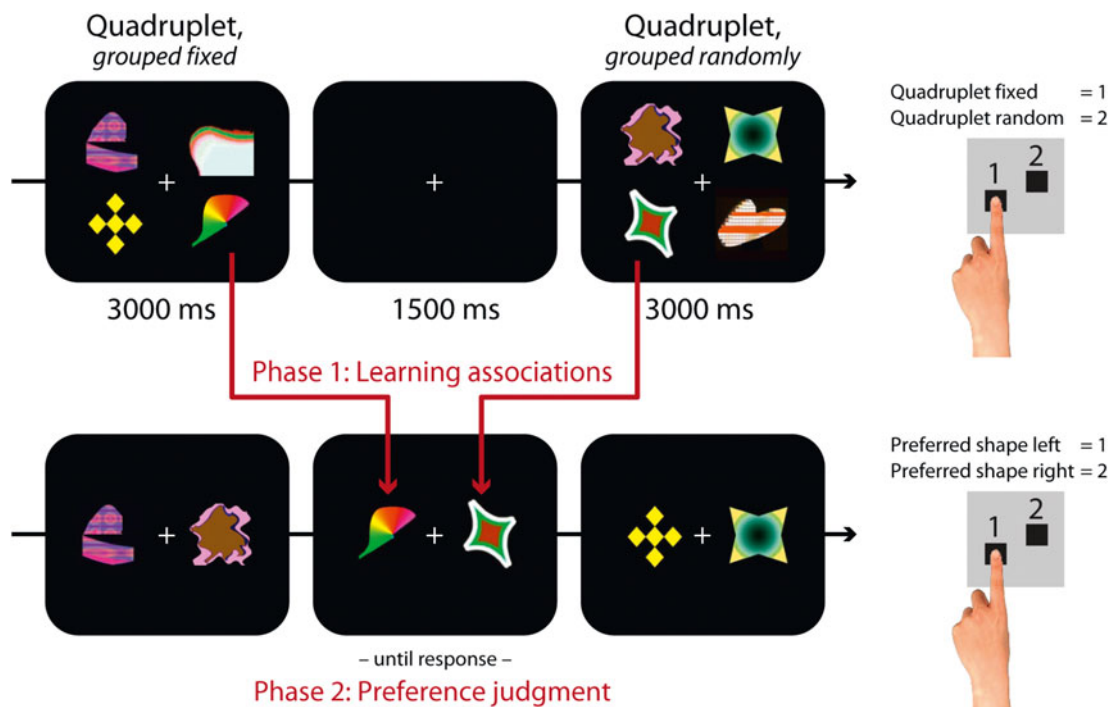 Quadruplet,
grouped fixed
Quadruplet,
grouped randomly
Quadruplet fixed = 1
Quadruplet random = 2
1
2
3000 ms
1500 ms
3000 ms
Phase 1: Learning associations
Preferred shape left = 1
Preferred shape right = 2
1
2
– until response –
Phase 2: Preference judgment